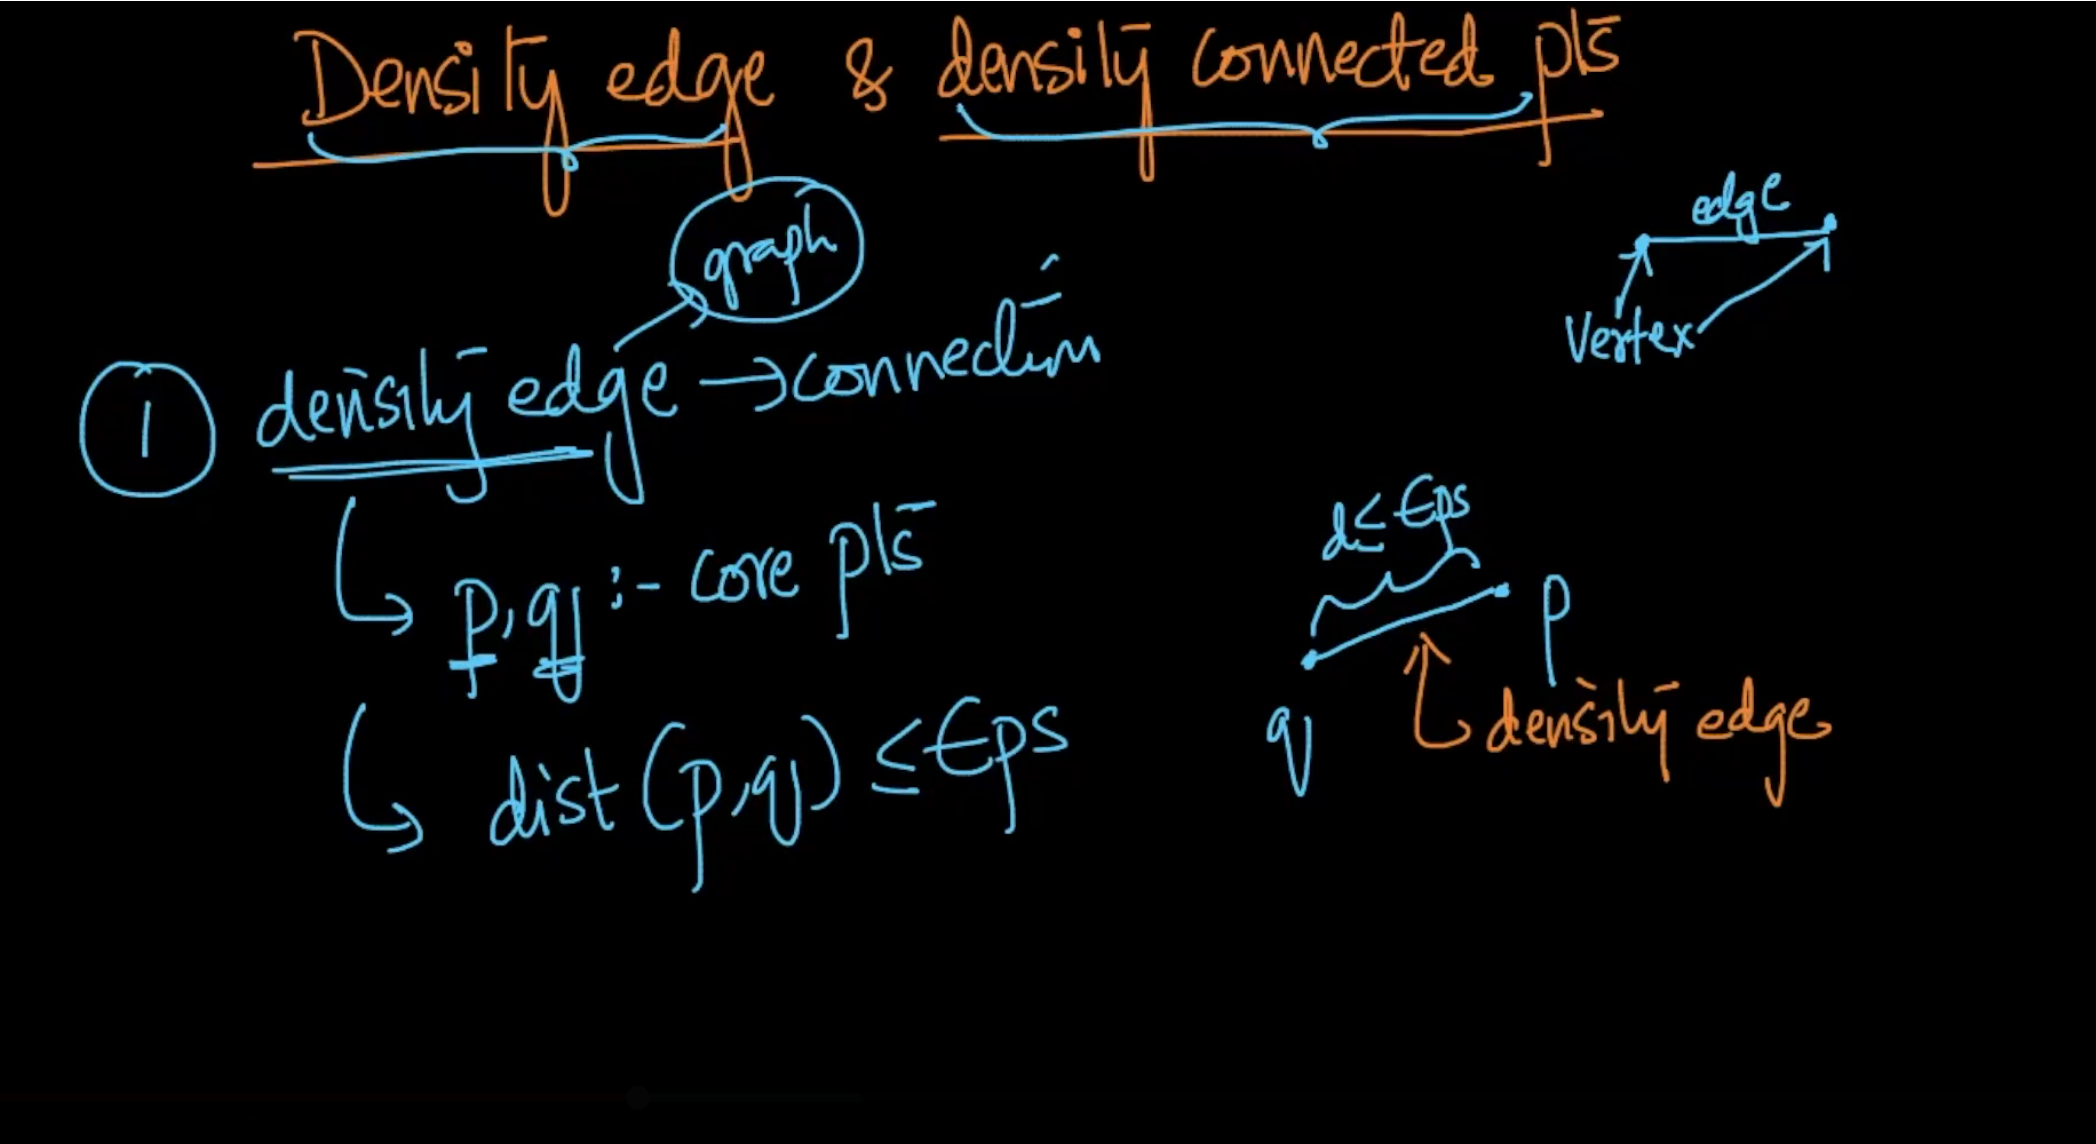 Density edge & density connected pts
graph
edge
Vertex
1 density edge → connection
p, q :- core pts
dist (p,q) ≤ Eps
d ≤ Eps
p
q
density edge